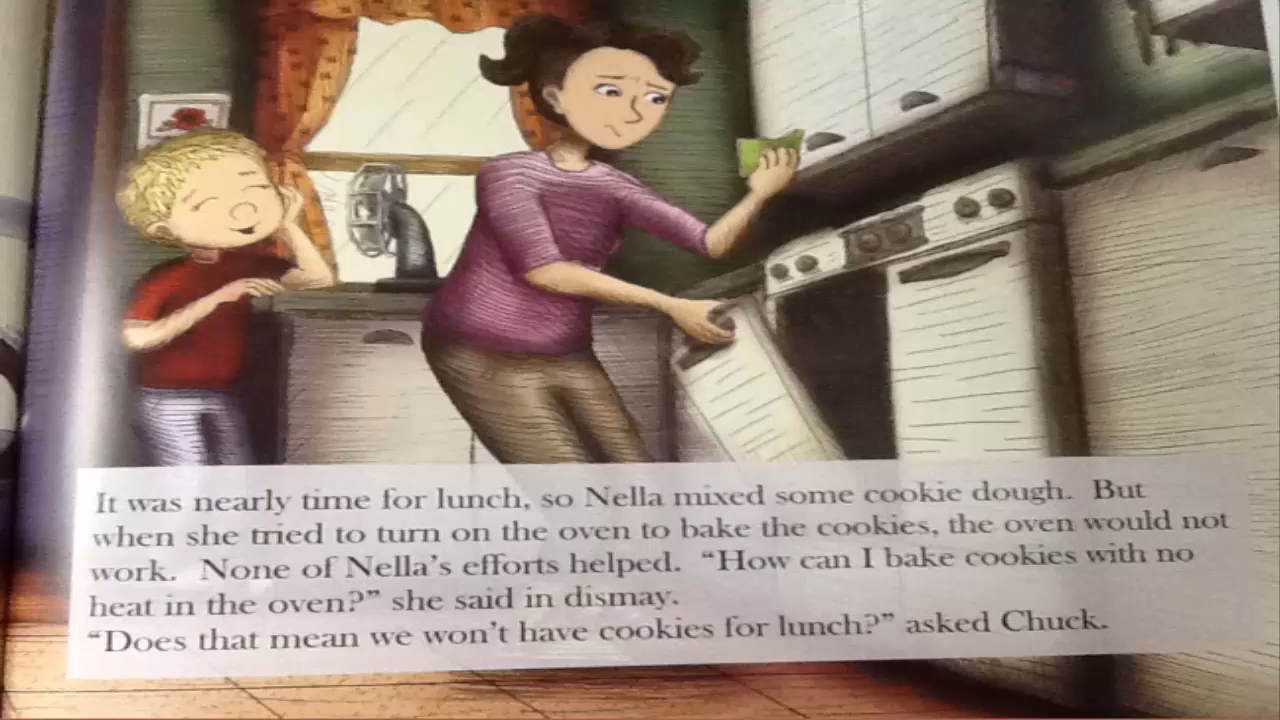 It was nearly time for lunch, so Nella mixed some cookie dough. But
when she tried to turn on the oven to bake the cookies, the oven would not
work. None of Nella’s efforts helped. “How can I bake cookies with no
heat in the oven?” she said in dismay.
“Does that mean we won’t have cookies for lunch?” asked Chuck.